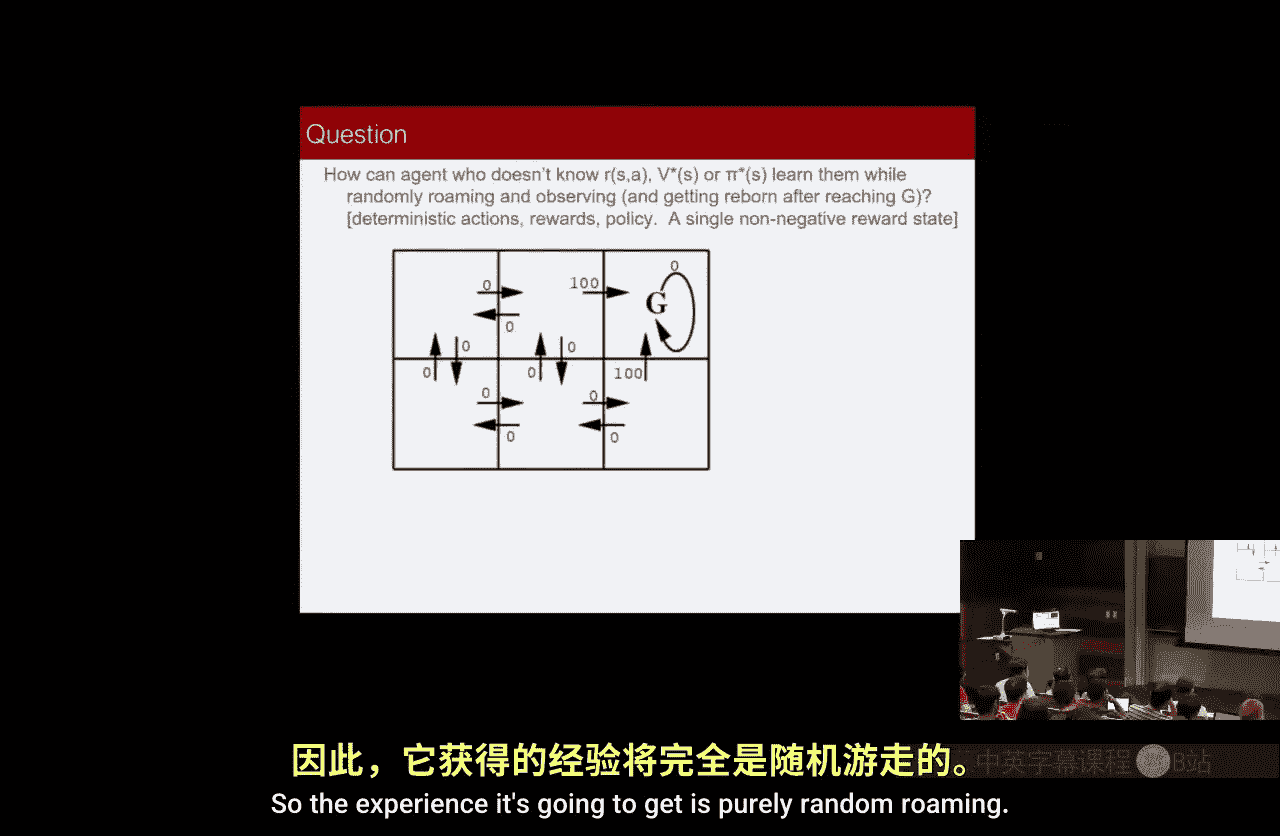 Question
How can agent who doesn't know r(s,a), V*(s) or π*(s) learn them while
randomly roaming and observing (and getting reborn after reaching G)?
[deterministic actions, rewards, policy. A single non-negative reward state]
0
0
100
G
0
0
0
0
0
0
100
0
0
0
0
因此，它获得的经验将完全是随机游走的。
中英字幕课程 B站
So the experience it's going to get is purely random roaming.